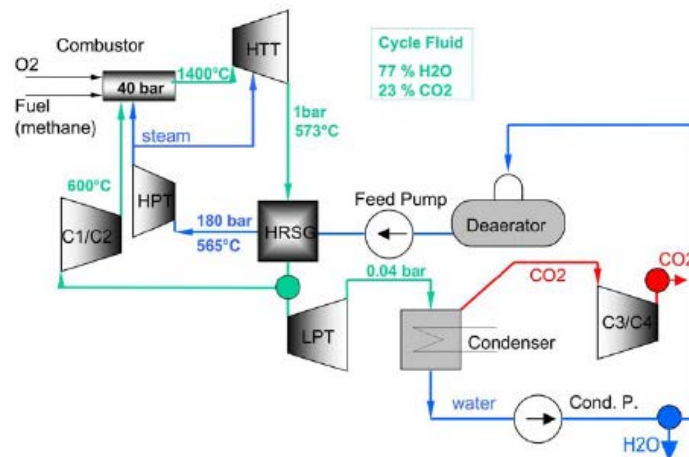 Combustor
HTT
Cycle Fluid
77 % H2O
23 % CO2
O2
1400°C
40 bar
Fuel
(methane)
steam
1bar
573°C
600°C
HPT
Feed Pump
C1/C2
180 bar
565°C
HRSG
Deaerator
0.04 bar
CO2
CO2
LPT
Condenser
C3/C4
water
Cond. P.
H2O